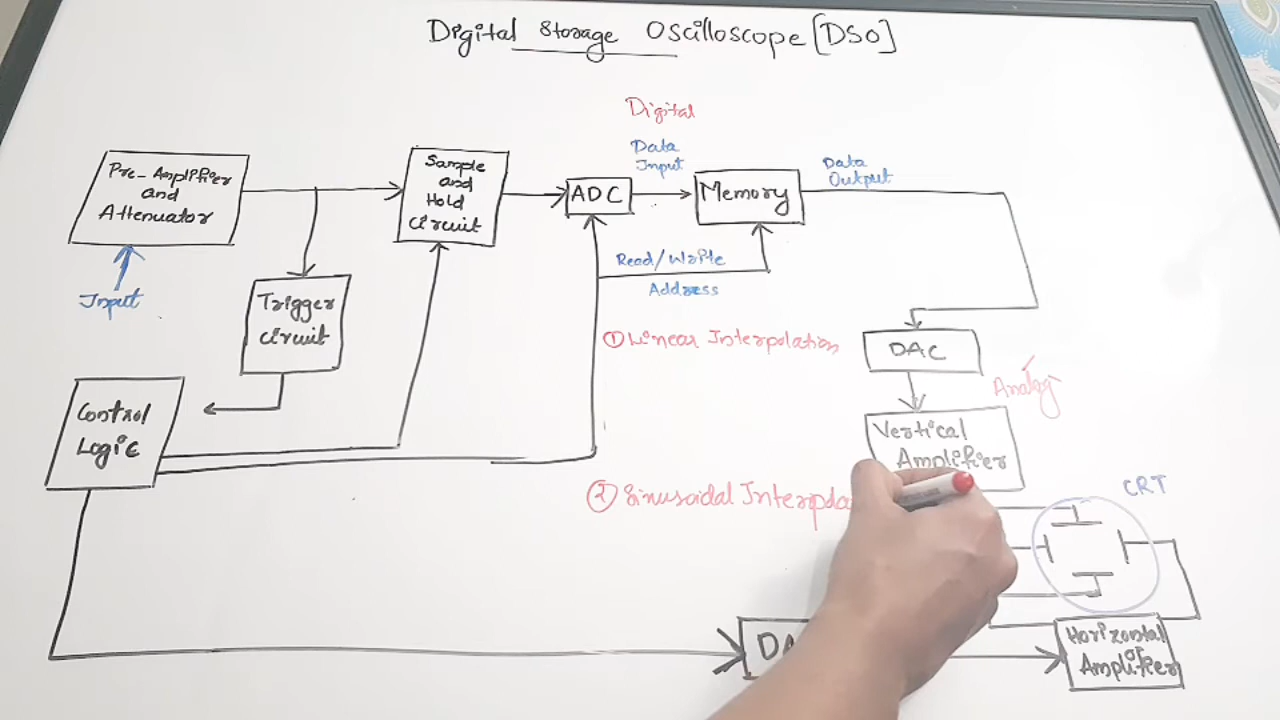 Digital Storage Oscilloscope [DSO]
Digital
Data
Input
Data
Output
Pre-Amplifier
and
Attenuator
Sample
and
Hold
Circuit
ADC
Memory
Read/Write
Address
Input
Trigger
Circuit
① Linear Interpolation
DAC
Analog
Control
Logic
Vertical
Amplifier
② Sinusoidal
CRT
Horizontal
Amplifier